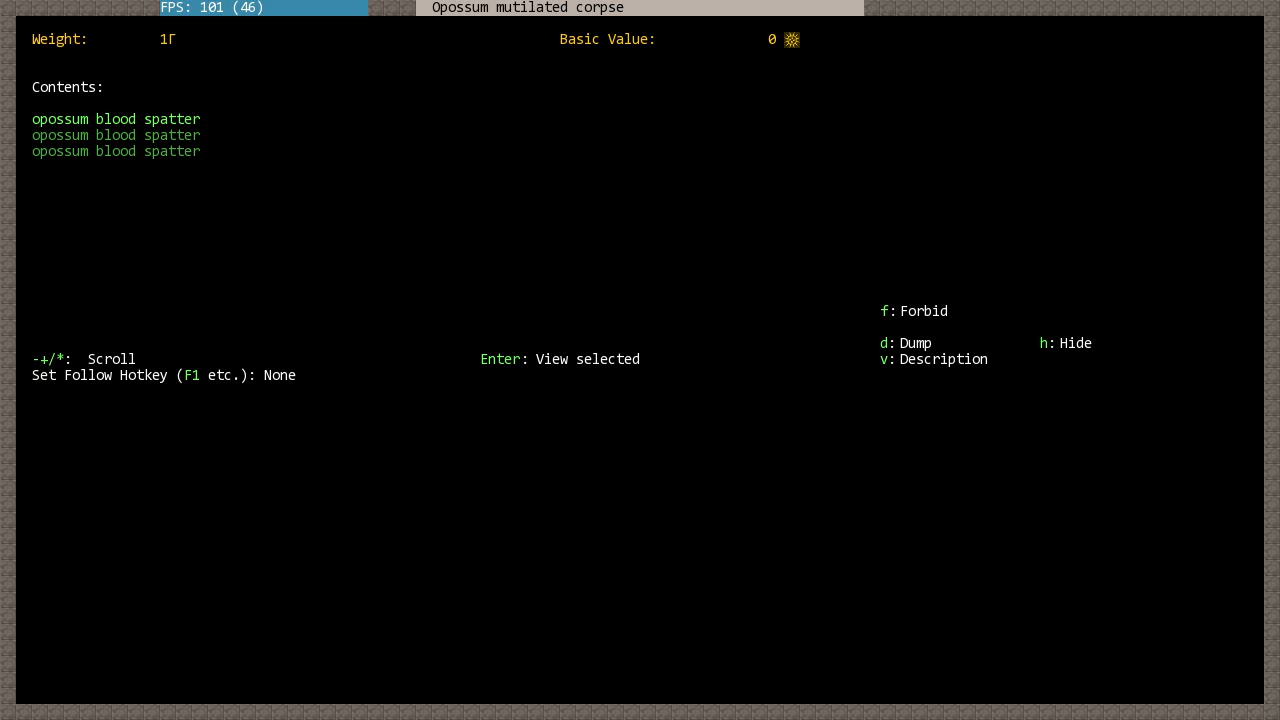 FPS: 101 (46) Opossum mutilated corpse
Weight: 1Γ Basic Value: 0 ☼
Contents:
opossum blood spatter
opossum blood spatter
opossum blood spatter
f: Forbid
d: Dump h: Hide
-+/*: Scroll Enter: View selected v: Description
Set Follow Hotkey (F1 etc.): None